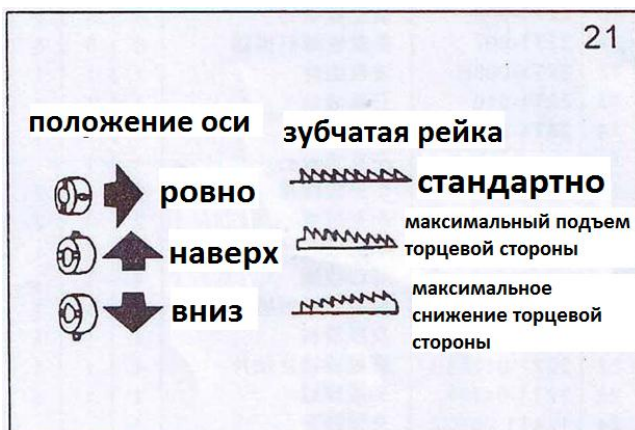 21
положение оси
зубчатая рейка
ровно
стандартно
наверх
максимальный подъем
торцевой стороны
вниз
максимальное
снижение торцевой
стороны